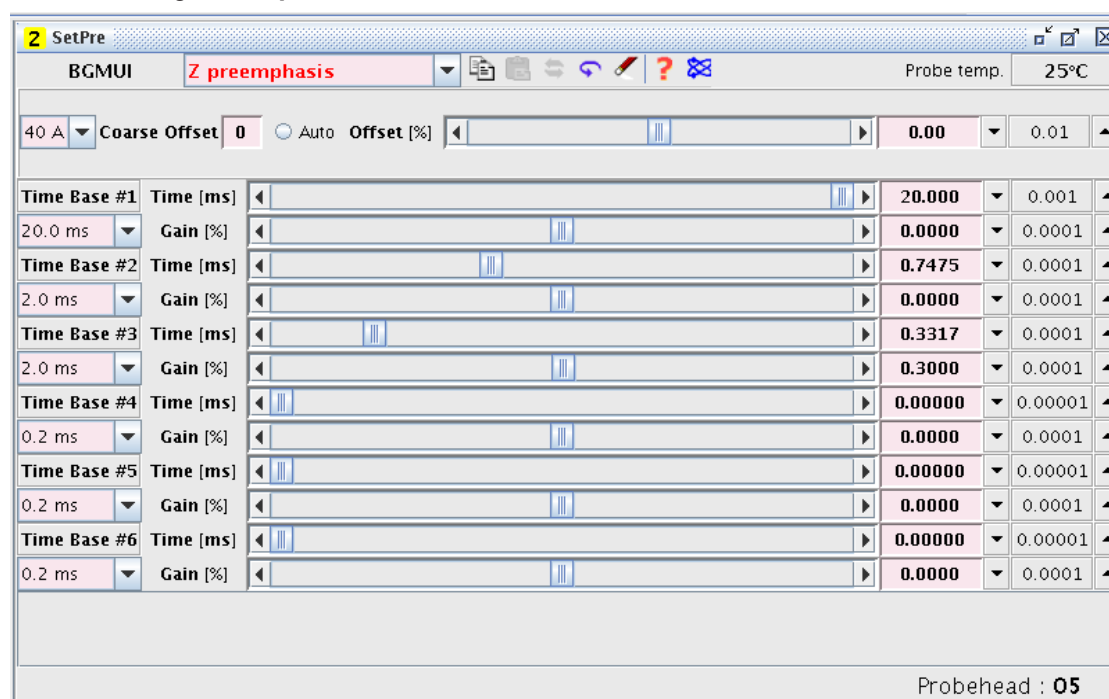 2 SetPre
BGMUI Z preemphasis ? Probe temp. 25°C
40 A Coarse Offset 0 Auto Offset [%] 0.00 0.01
Time Base #1 Time [ms] 20.000 0.001
20.0 ms Gain [%] 0.0000 0.0001
Time Base #2 Time [ms] 0.7475 0.0001
2.0 ms Gain [%] 0.0000 0.0001
Time Base #3 Time [ms] 0.3317 0.0001
2.0 ms Gain [%] 0.3000 0.0001
Time Base #4 Time [ms] 0.00000 0.00001
0.2 ms Gain [%] 0.0000 0.0001
Time Base #5 Time [ms] 0.00000 0.00001
0.2 ms Gain [%] 0.0000 0.0001
Time Base #6 Time [ms] 0.00000 0.00001
0.2 ms Gain [%] 0.0000 0.0001
Probehead : 05